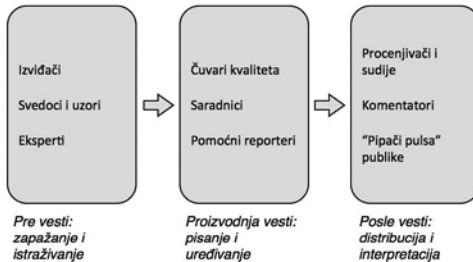 Izviđači
Svedoci i uzori
Eksperti
Čuvari kvaliteta
Saradnici
Pomoćni reporteri
Procenjivači i
sudije
Komentatori
“Pipači pulsa”
publike
Pre vesti:
zapažanje i
istraživanje
Proizvodnja vesti:
pisanje i
uređivanje
Posle vesti:
distribucija i
interpretacija